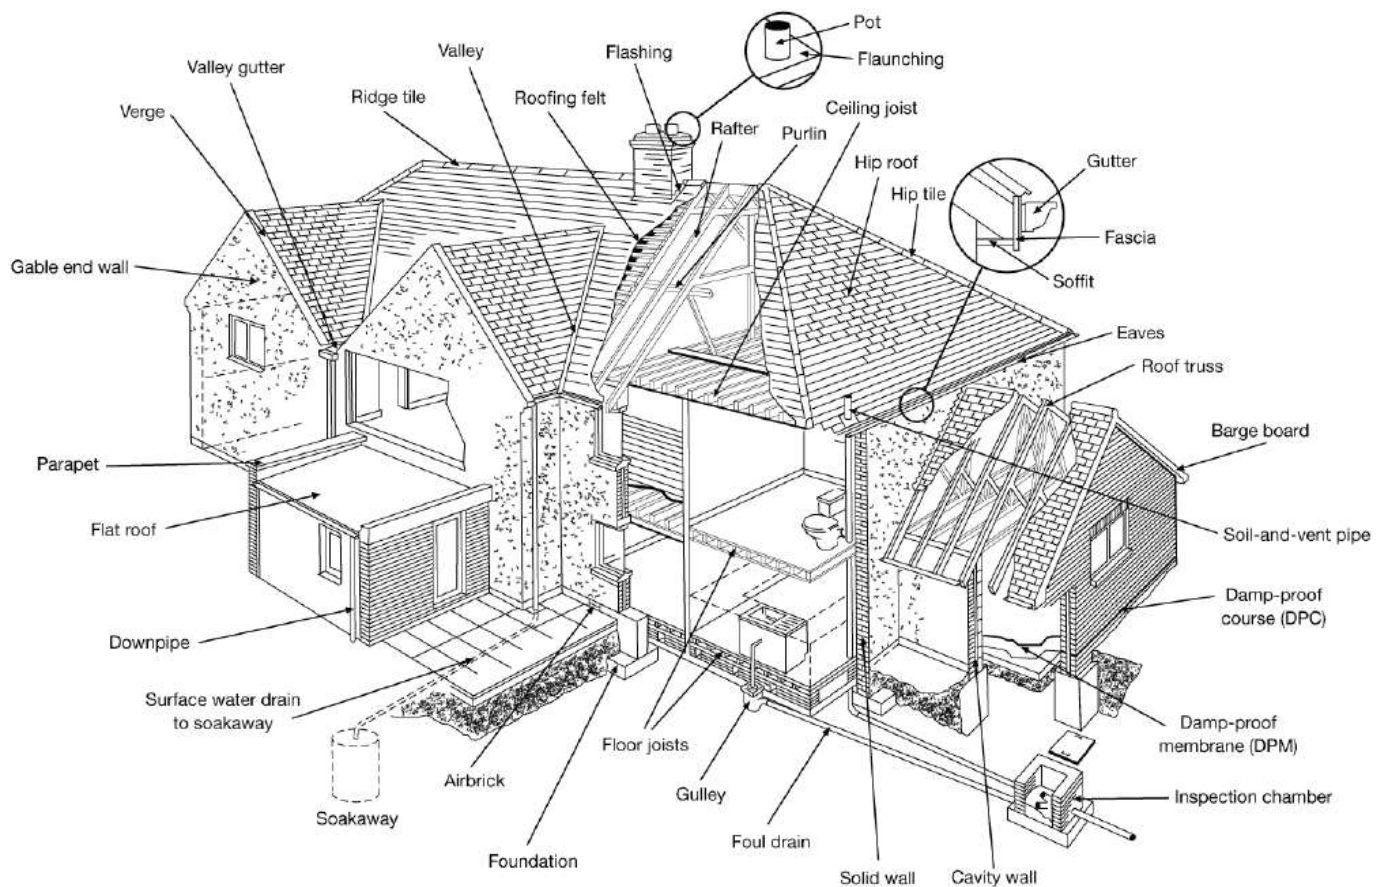 Pot
Flaunching
Valley
Flashing
Valley gutter
Ridge tile
Roofing felt
Ceiling joist
Verge
Rafter
Purlin
Hip roof
Gutter
Hip tile
Fascia
Gable end wall
Soffit
Eaves
Roof truss
Barge board
Parapet
Flat roof
Soil-and-vent pipe
Damp-proof
course (DPC)
Downpipe
Surface water drain
to soakaway
Damp-proof
membrane (DPM)
Floor joists
Airbrick
Gulley
Inspection chamber
Soakaway
Foul drain
Foundation
Solid wall
Cavity wall